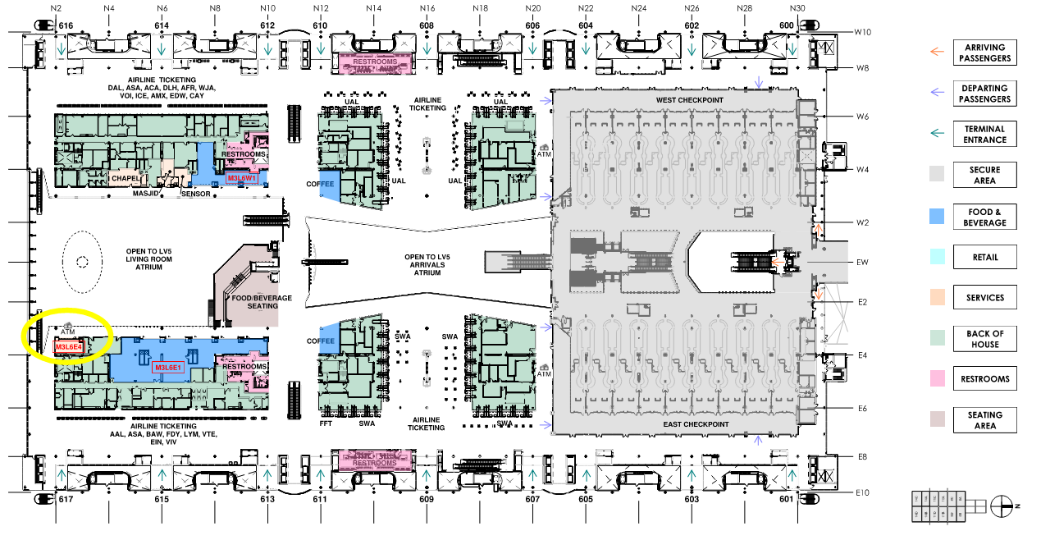 N2 N4 N6 N8 N10 N12 N14 N16 N18 N20 N22 N24 N26 N28 N30
616 614 612 610 608 606 604 602 600
W10
W8
W6
W4
W2
EW
E2
E4
E6
E8
E10
RESTROOMS
AIRLINE TICKETING
DAL, ASA, ACA, DLH, AFR, WJA,
VOI, ICE, AMX, EDW, CAY
UAL
AIRLINE
TICKETING
UAL
WEST CHECKPOINT
RESTROOMS
ATM
CHAPEL
M3L6W1
MASJID
SENSOR
COFFEE
UAL
UAL
OPEN TO LV5
LIVING ROOM
ATRIUM
OPEN TO LV5
ARRIVALS
ATRIUM
FOOD/BEVERAGE
SEATING
ATM
M3L6E4
M3L6E1
RESTROOMS
COFFEE
SWA
SWA
ATM
AIRLINE TICKETING
AAL, ASA, BAW, FDY, LYM, VTE,
EIN, VIV
FFT
SWA
AIRLINE
TICKETING
SWA
EAST CHECKPOINT
RESTROOMS
617 615 613 611 609 607 605 603 601
ARRIVING
PASSENGERS
DEPARTING
PASSENGERS
TERMINAL
ENTRANCE
SECURE
AREA
FOOD &
BEVERAGE
RETAIL
SERVICES
BACK OF
HOUSE
RESTROOMS
SEATING
AREA
N